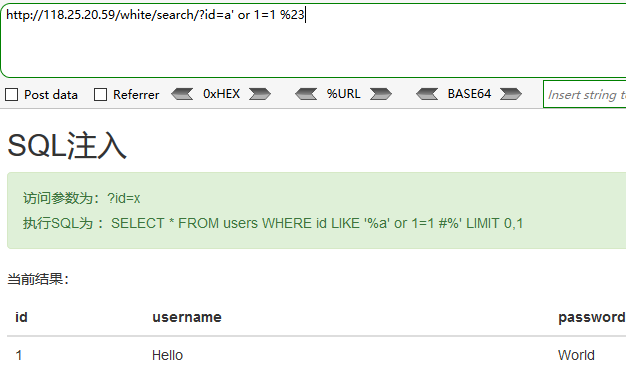 http://118.25.20.59/white/search/?id=a' or 1=1 %23
Post data Referrer 0xHEX %URL BASE64 Insert string to
SQL注入
访问参数为：?id=x
执行SQL为 ：SELECT * FROM users WHERE id LIKE '%a' or 1=1 #%' LIMIT 0,1
当前结果：
id username password
1 Hello World